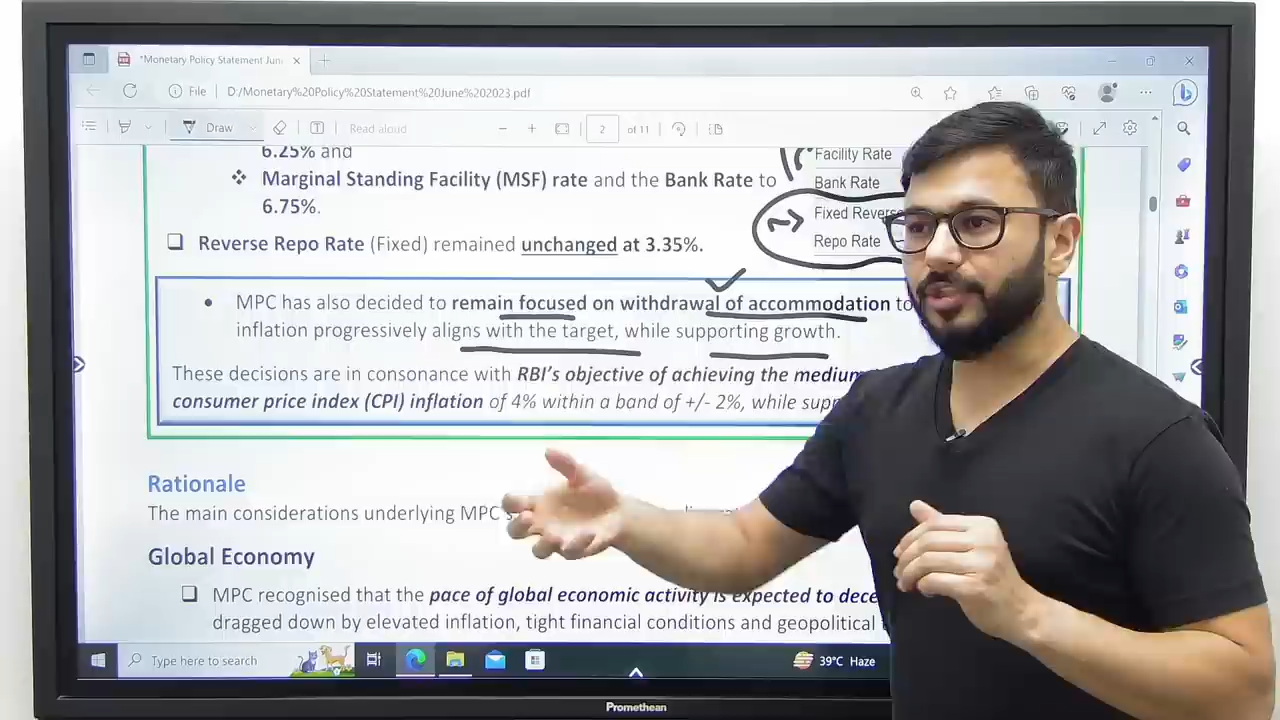 *Monetary Policy Statement Jun
File D:/Monetary%20Policy%20Statement%20June%202023.pdf
Draw Read aloud 2 of 11
6.25% and
Facility Rate
❖ Marginal Standing Facility (MSF) rate and the Bank Rate to
Bank Rate
6.75%.
Fixed Reverse
❑ Reverse Repo Rate (Fixed) remained unchanged at 3.35%.
Repo Rate
• MPC has also decided to remain focused on withdrawal of accommodation to
inflation progressively aligns with the target, while supporting growth.
These decisions are in consonance with RBI's objective of achieving the medium
consumer price index (CPI) inflation of 4% within a band of +/- 2%, while supp
Rationale
The main considerations underlying MPC's
Global Economy
❑ MPC recognised that the pace of global economic activity is expected to dece
dragged down by elevated inflation, tight financial conditions and geopolitical
Type here to search
39°C Haze
Promethean